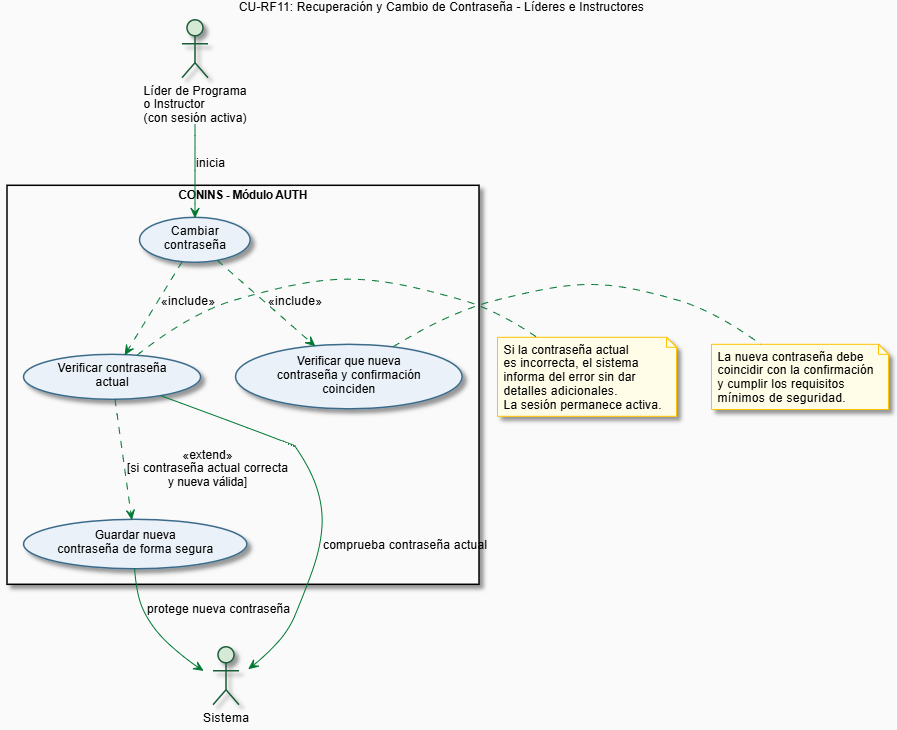 CU-RF11: Recuperación y Cambio de Contraseña - Líderes e Instructores
Líder de Programa
o Instructor
(con sesión activa)
inicia
CONINS - Módulo AUTH
Cambiar
contraseña
«include»
«include»
Verificar contraseña
actual
Verificar que nueva
contraseña y confirmación
coinciden
Si la contraseña actual
es incorrecta, el sistema
informa del error sin dar
detalles adicionales.
La sesión permanece activa.
La nueva contraseña debe
coincidir con la confirmación
y cumplir los requisitos
mínimos de seguridad.
«extend»
[si contraseña actual correcta
y nueva válida]
Guardar nueva
contraseña de forma segura
comprueba contraseña actual
protege nueva contraseña
Sistema